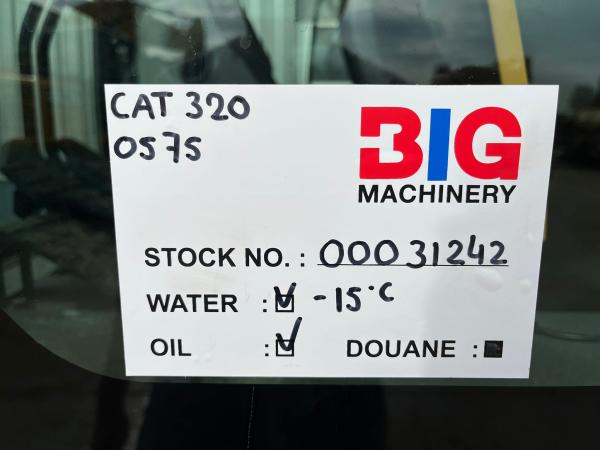 CAT 320
0575
BIG
MACHINERY
STOCK NO. : 00031242
WATER : ☑ -15°C
OIL : ☑ DOUANE : ■